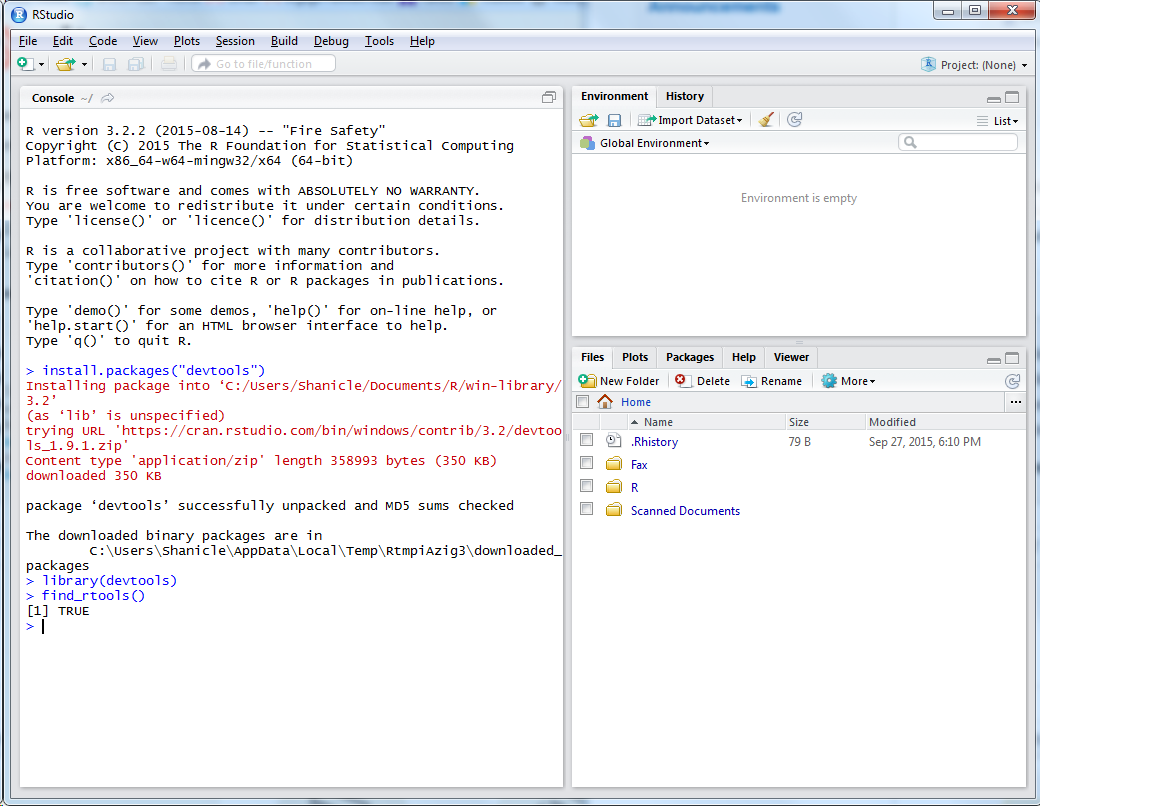 RStudio
Announcements
File Edit Code View Plots Session Build Debug Tools Help
Go to file/function
Project: (None)
Console ~/
R version 3.2.2 (2015-08-14) -- "Fire Safety"
Copyright (C) 2015 The R Foundation for Statistical Computing
Platform: x86_64-w64-mingw32/x64 (64-bit)
R is free software and comes with ABSOLUTELY NO WARRANTY.
You are welcome to redistribute it under certain conditions.
Type 'license()' or 'licence()' for distribution details.
R is a collaborative project with many contributors.
Type 'contributors()' for more information and
'citation()' on how to cite R or R packages in publications.
Type 'demo()' for some demos, 'help()' for on-line help, or
'help.start()' for an HTML browser interface to help.
Type 'q()' to quit R.
> install.packages("devtools")
Installing package into ‘C:/Users/Shanicle/Documents/R/win-library/
3.2’
(as ‘lib’ is unspecified)
trying URL 'https://cran.rstudio.com/bin/windows/contrib/3.2/devtoo
ls_1.9.1.zip'
Content type 'application/zip' length 358993 bytes (350 KB)
downloaded 350 KB
package ‘devtools’ successfully unpacked and MD5 sums checked
The downloaded binary packages are in
C:\Users\Shanicle\AppData\Local\Temp\RtmpiAzig3\downloaded_
packages
> library(devtools)
> find_rtools()
[1] TRUE
>
Environment History
Import Dataset
List
Global Environment
Environment is empty
Files Plots Packages Help Viewer
New Folder Delete Rename More
Home
...
Name Size Modified
.Rhistory 79 B Sep 27, 2015, 6:10 PM
Fax
R
Scanned Documents